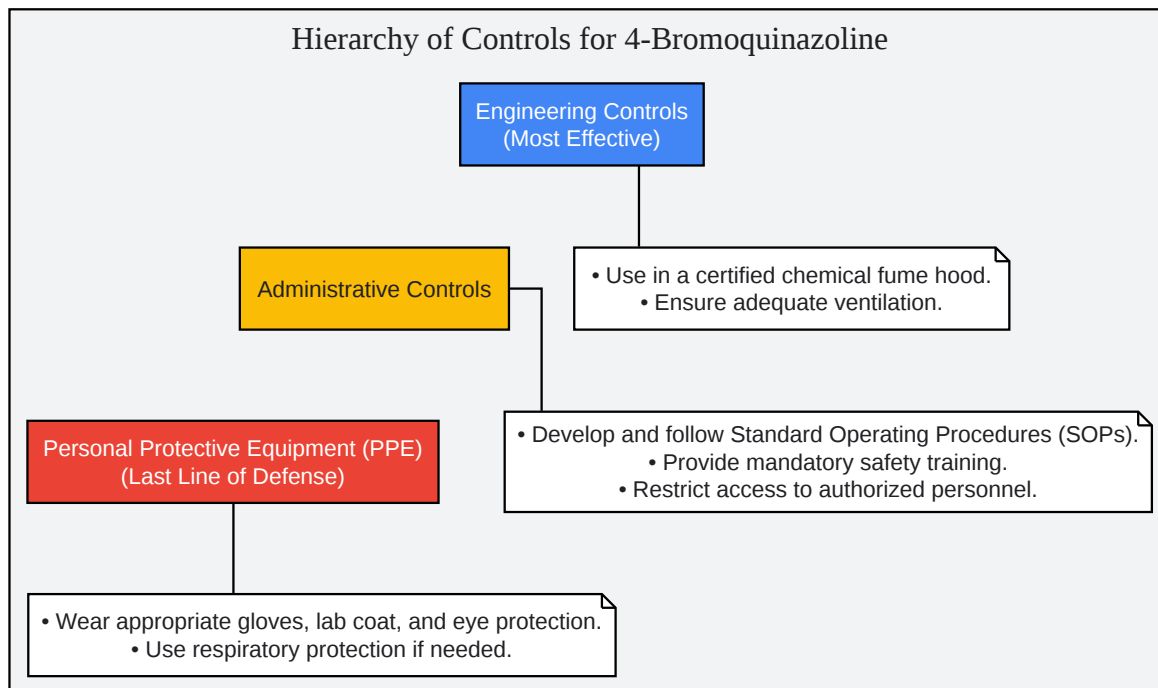 Hierarchy of Controls for 4-Bromoquinazoline
Engineering Controls
(Most Effective)
Administrative Controls
• Use in a certified chemical fume hood.
• Ensure adequate ventilation.
Personal Protective Equipment (PPE)
(Last Line of Defense)
• Develop and follow Standard Operating Procedures (SOPs).
• Provide mandatory safety training.
• Restrict access to authorized personnel.
• Wear appropriate gloves, lab coat, and eye protection.
• Use respiratory protection if needed.